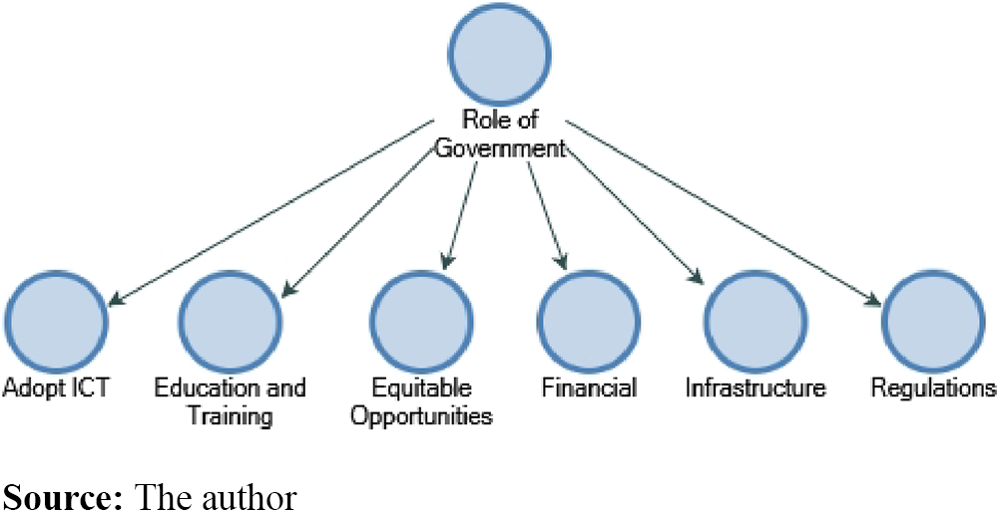 Role of
Government
Adopt ICT
Education and
Training
Equitable
Opportunities
Financial
Infrastructure
Regulations
Source: The author